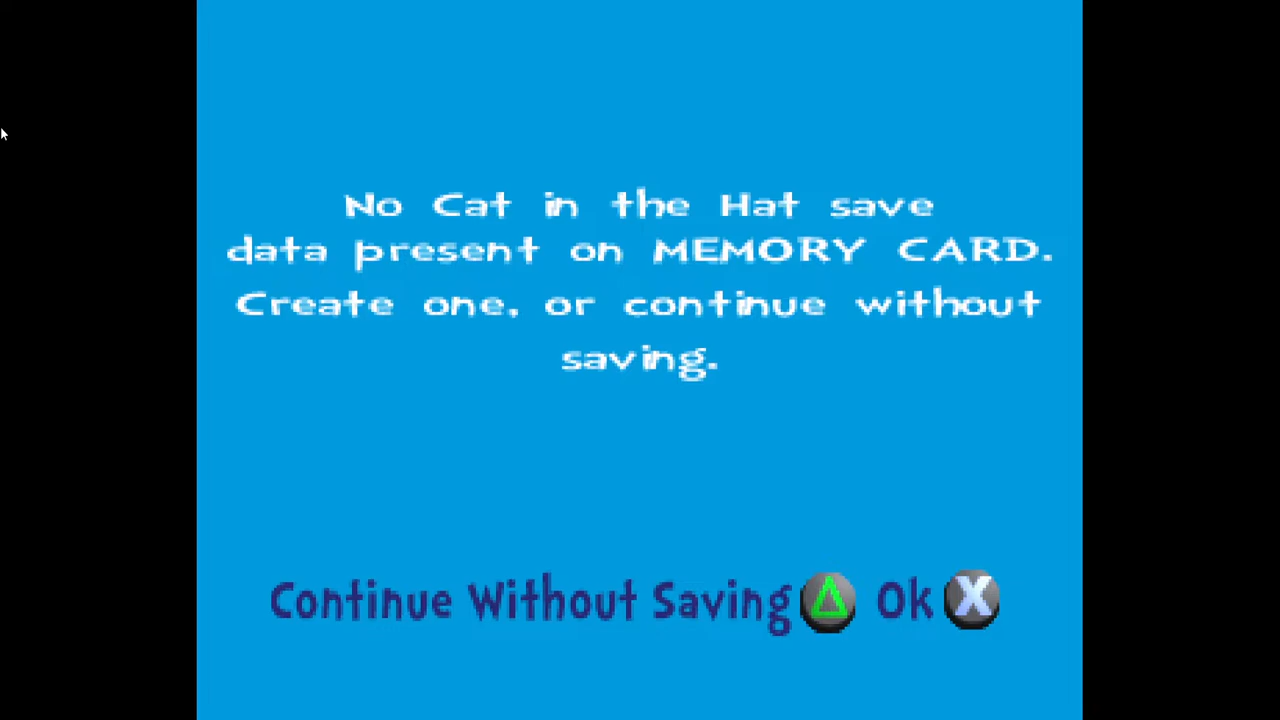 No Cat in the Hat save
data present on MEMORY CARD.
Create one, or continue without
saving.
Continue Without Saving Ok X